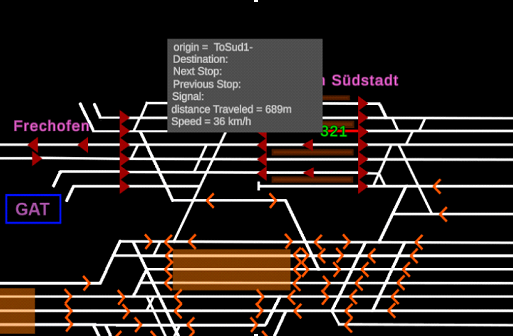 origin =  ToSud1-
Destination:
Next Stop:
Previous Stop:
Signal:
distance Traveled = 689m
Speed = 36 km/h
Südstadt
321
Frechofen
GAT